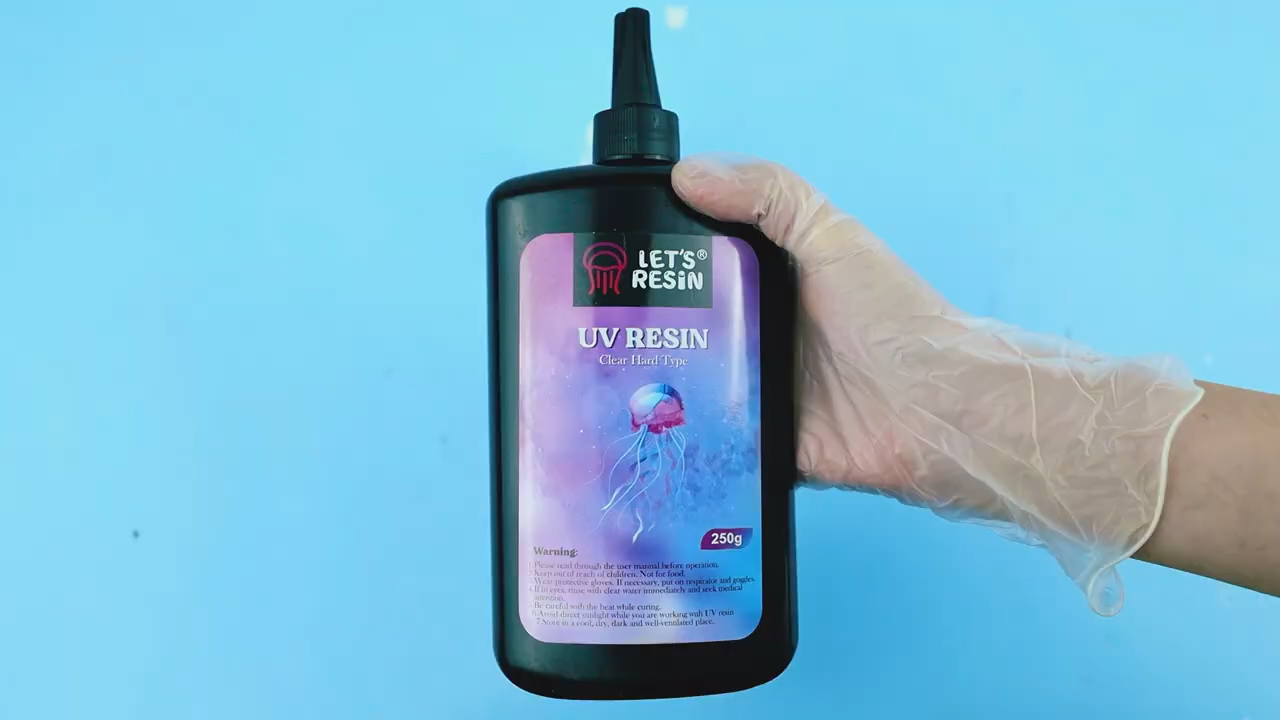 LET'S®
RESIN
UV RESIN
Clear Hard Type
250g
Warning:
1.Please read through the user manual before operation.
2.Keep out of reach of children. Not for food.
3.Wear protective gloves. If necessary, put on respirator and goggles.
4.If in eyes, rinse with clear water immediately and seek medical
attention.
5.Be careful with the heat while curing.
6.Avoid direct sunlight while you are working with UV resin
7.Store in a cool, dry, dark and well-ventilated place.